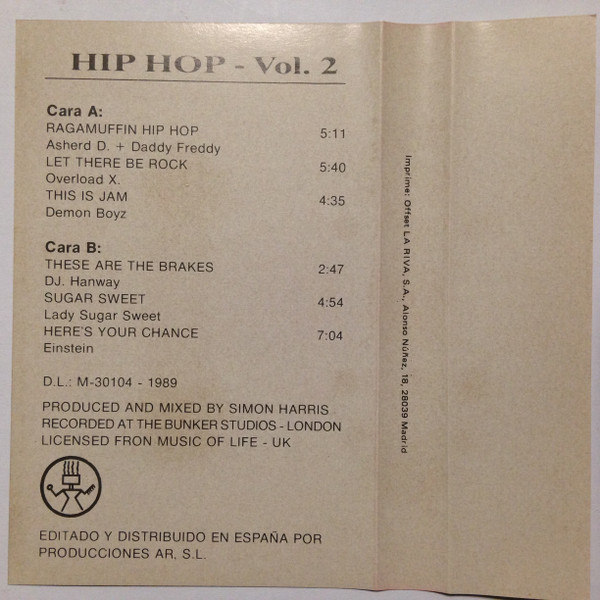 HIP HOP - Vol. 2
Cara A:
RAGAMUFFIN HIP HOP 5:11
Asherd D. + Daddy Freddy
LET THERE BE ROCK 5:40
Overload X.
THIS IS JAM 4:35
Demon Boyz
Cara B:
THESE ARE THE BRAKES 2:47
DJ. Hanway
SUGAR SWEET 4:54
Lady Sugar Sweet
HERE'S YOUR CHANCE 7:04
Einstein
D.L.: M-30104 - 1989
PRODUCED AND MIXED BY SIMON HARRIS
RECORDED AT THE BUNKER STUDIOS - LONDON
LICENSED FRON MUSIC OF LIFE - UK
EDITADO Y DISTRIBUIDO EN ESPAÑA POR
PRODUCCIONES AR, S.L.
Imprime: Offset LA RIVA, S.A., Alonso Núñez, 18, 28039 Madrid